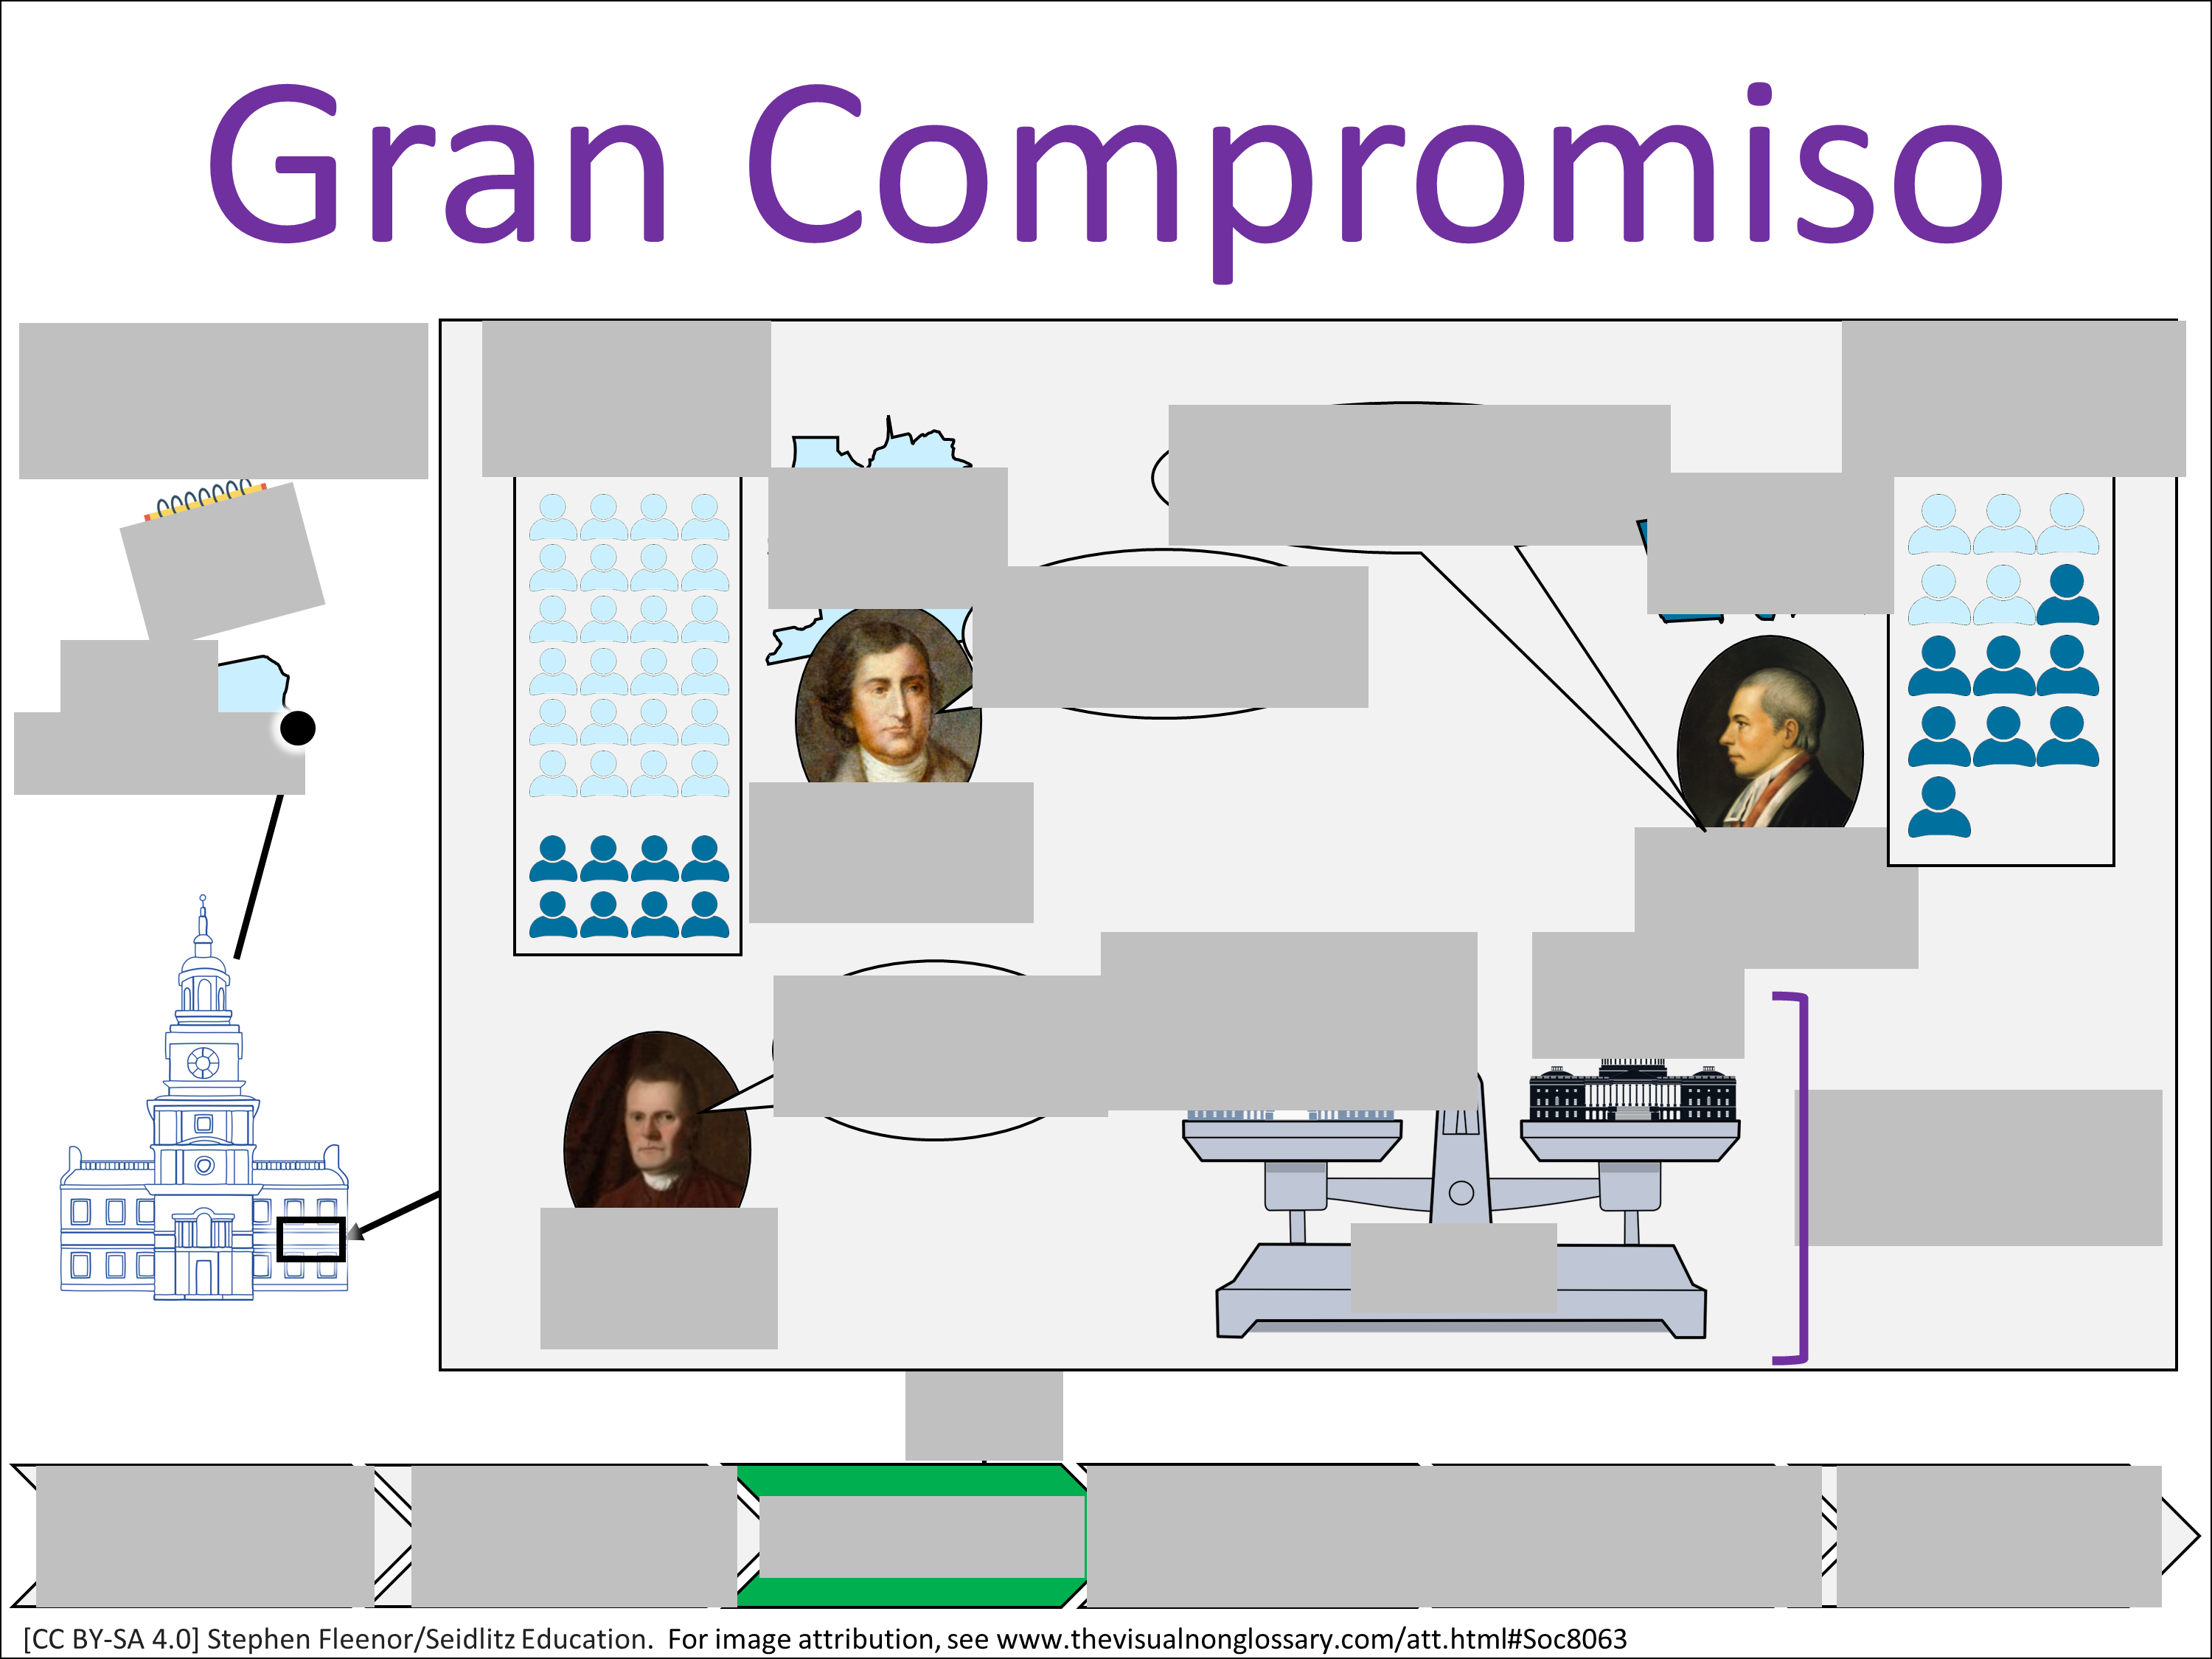 Gran Compromiso
[CC BY-SA 4.0] Stephen Fleenor/Seidlitz Education. For image attribution, see www.thevisualnonglossary.com/att.html#Soc8063